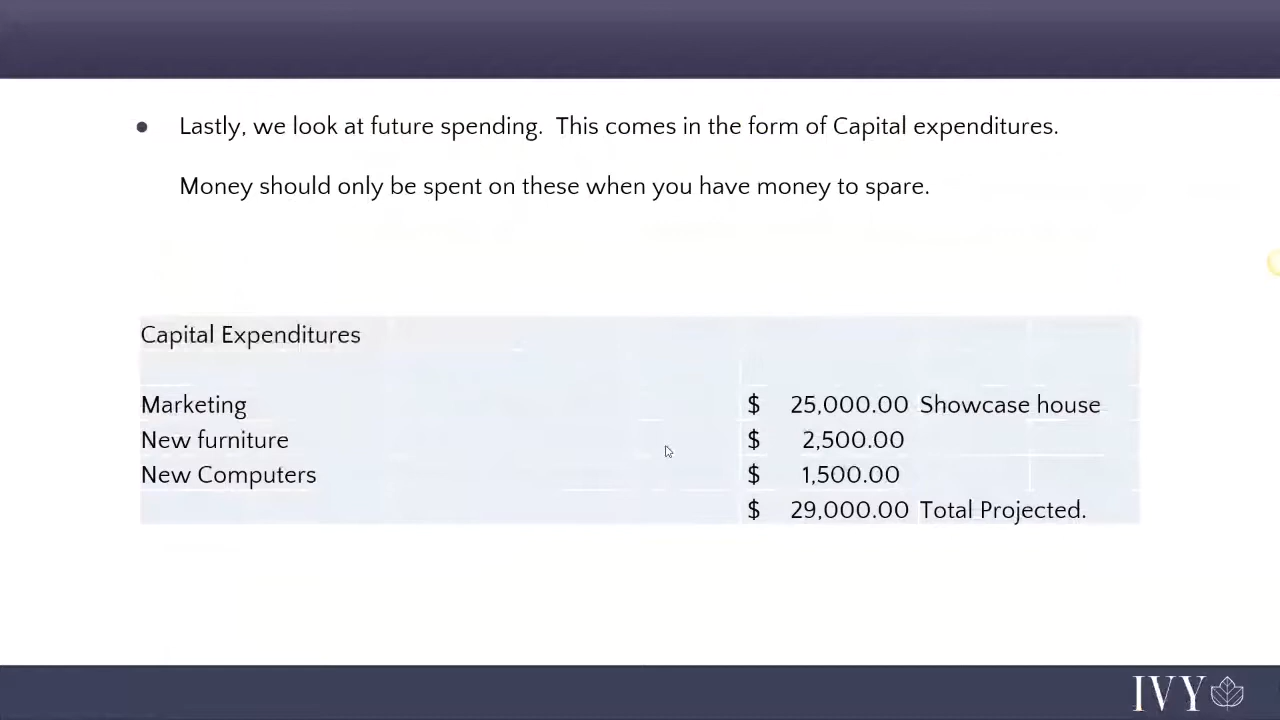 ● Lastly, we look at future spending.  This comes in the form of Capital expenditures.
Money should only be spent on these when you have money to spare.
Capital Expenditures
Marketing $ 25,000.00 Showcase house
New furniture $ 2,500.00
New Computers $ 1,500.00
$ 29,000.00 Total Projected.
IVY